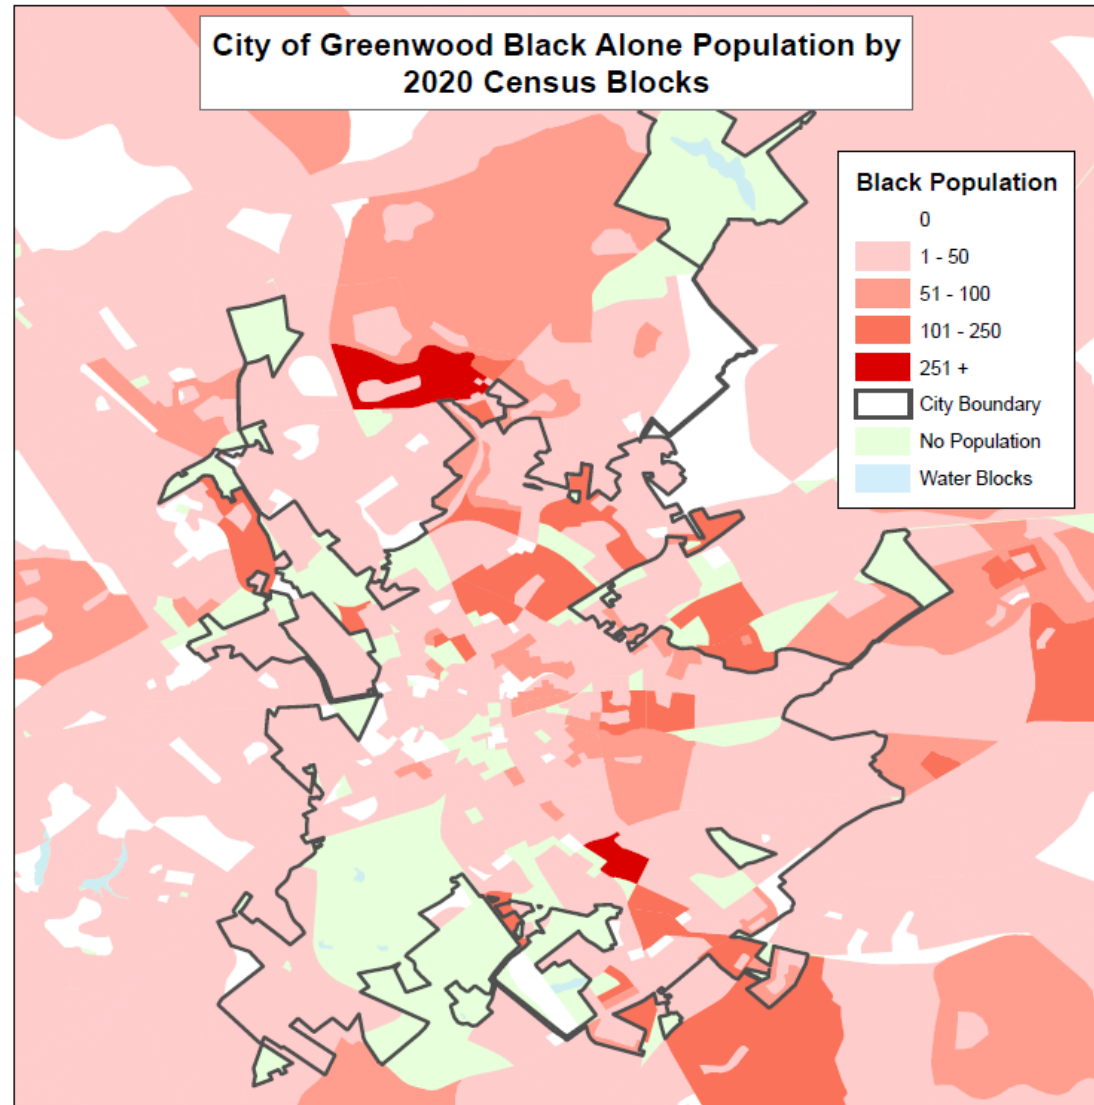 City of Greenwood Black Alone Population by
2020 Census Blocks
Black Population
0
1 - 50
51 - 100
101 - 250
251 +
City Boundary
No Population
Water Blocks